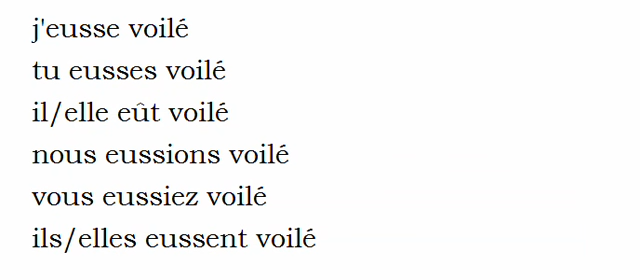 j'eusse voilé
tu eusses voilé
il/elle eût voilé
nous eussions voilé
vous eussiez voilé
ils/elles eussent voilé